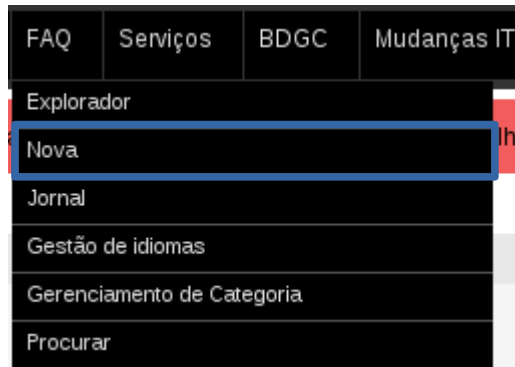 FAQ Serviços BDGC Mudanças IT
Explorador
Nova
Jornal
Gestão de idiomas
Gerenciamento de Categoria
Procurar